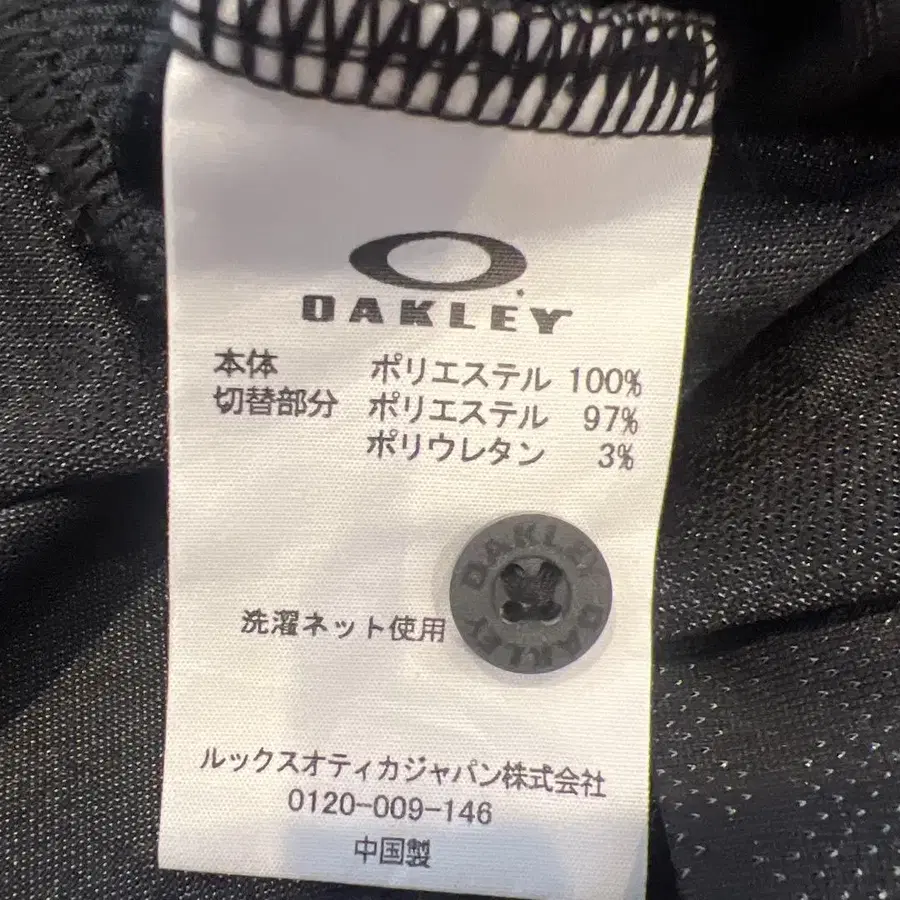 OAKLEY
本体 ポリエステル 100%
切替部分 ポリエステル 97%
ポリウレタン 3%
OAKLEY OAKLEY
洗濯ネット使用
ルックスオティカジャパン株式会社
0120-009-146
中国製